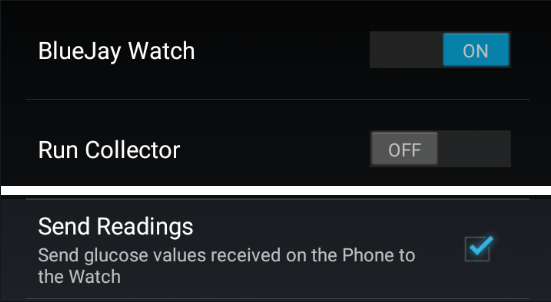 BlueJay Watch
ON
Run Collector
OFF
Send Readings
Send glucose values received on the Phone to
the Watch